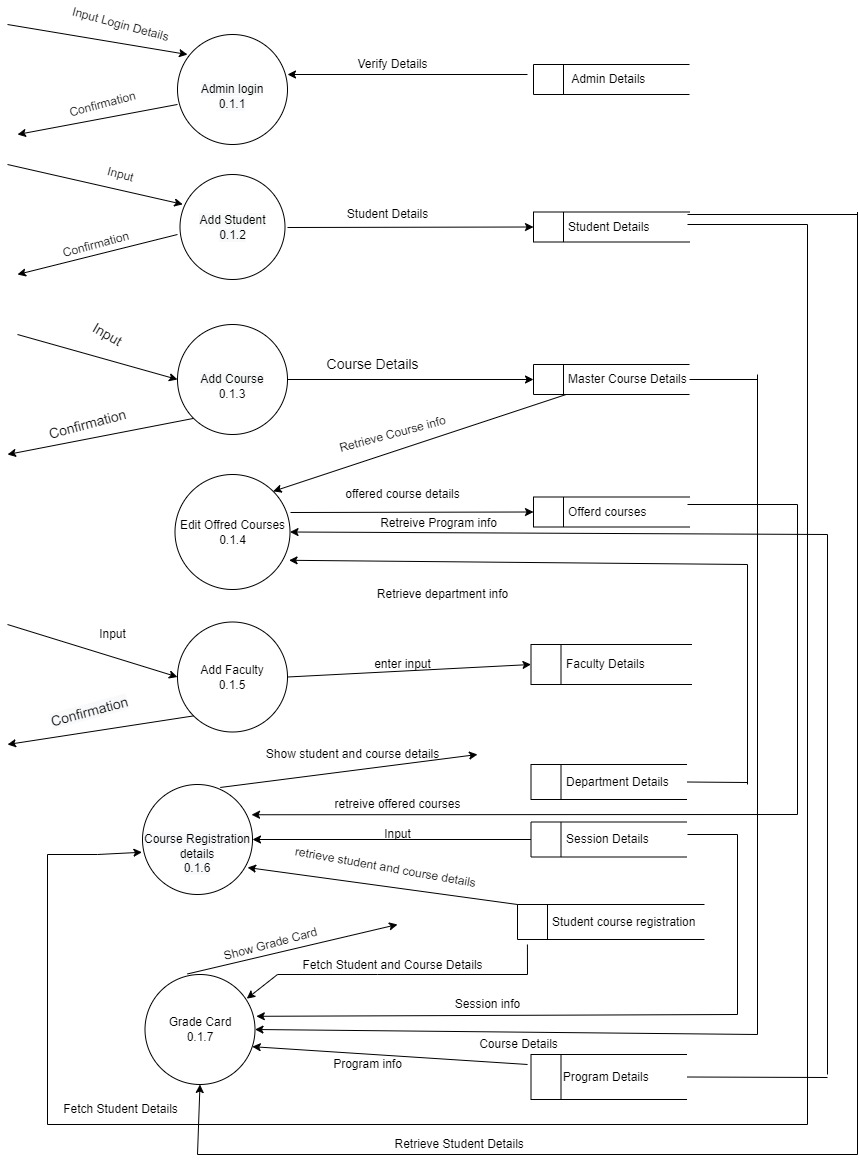 Input Login Details
Verify Details
Admin login
0.1.1
Admin Details
Confirmation
Input
Add Student
0.1.2
Student Details
Student Details
Confirmation
Input
Course Details
Add Course
0.1.3
Master Course Details
Confirmation
Retrieve Course info
offered course details
Edit Offred Courses
0.1.4
Offerd courses
Retreive Program info
Retrieve department info
Input
Add Faculty
0.1.5
enter input
Faculty Details
Confirmation
Show student and course details
Department Details
retreive offered courses
Course Registration
details
0.1.6
Input
Session Details
retrieve student and course details
Student course registration
Show Grade Card
Fetch Student and Course Details
Session info
Grade Card
0.1.7
Course Details
Program info
Program Details
Fetch Student Details
Retrieve Student Details